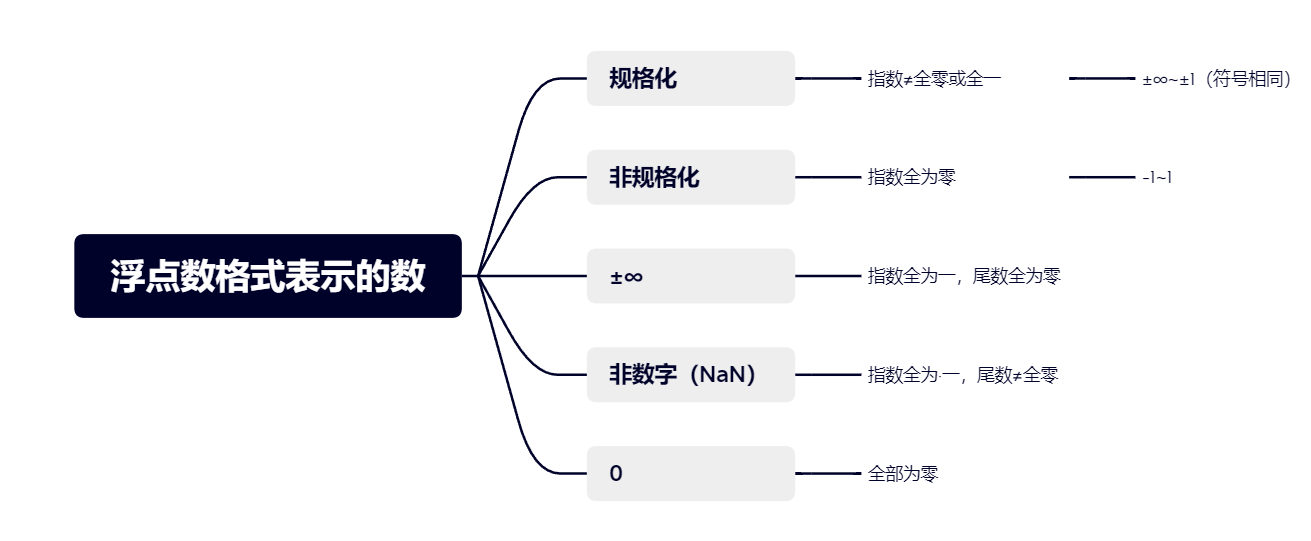 浮点数格式表示的数
规格化
指数≠全零或全一
±∞~±1（符号相同）
非规格化
指数全为零
-1~1
±∞
指数全为一，尾数全为零
非数字（NaN）
指数全为一，尾数≠全零
0
全部为零